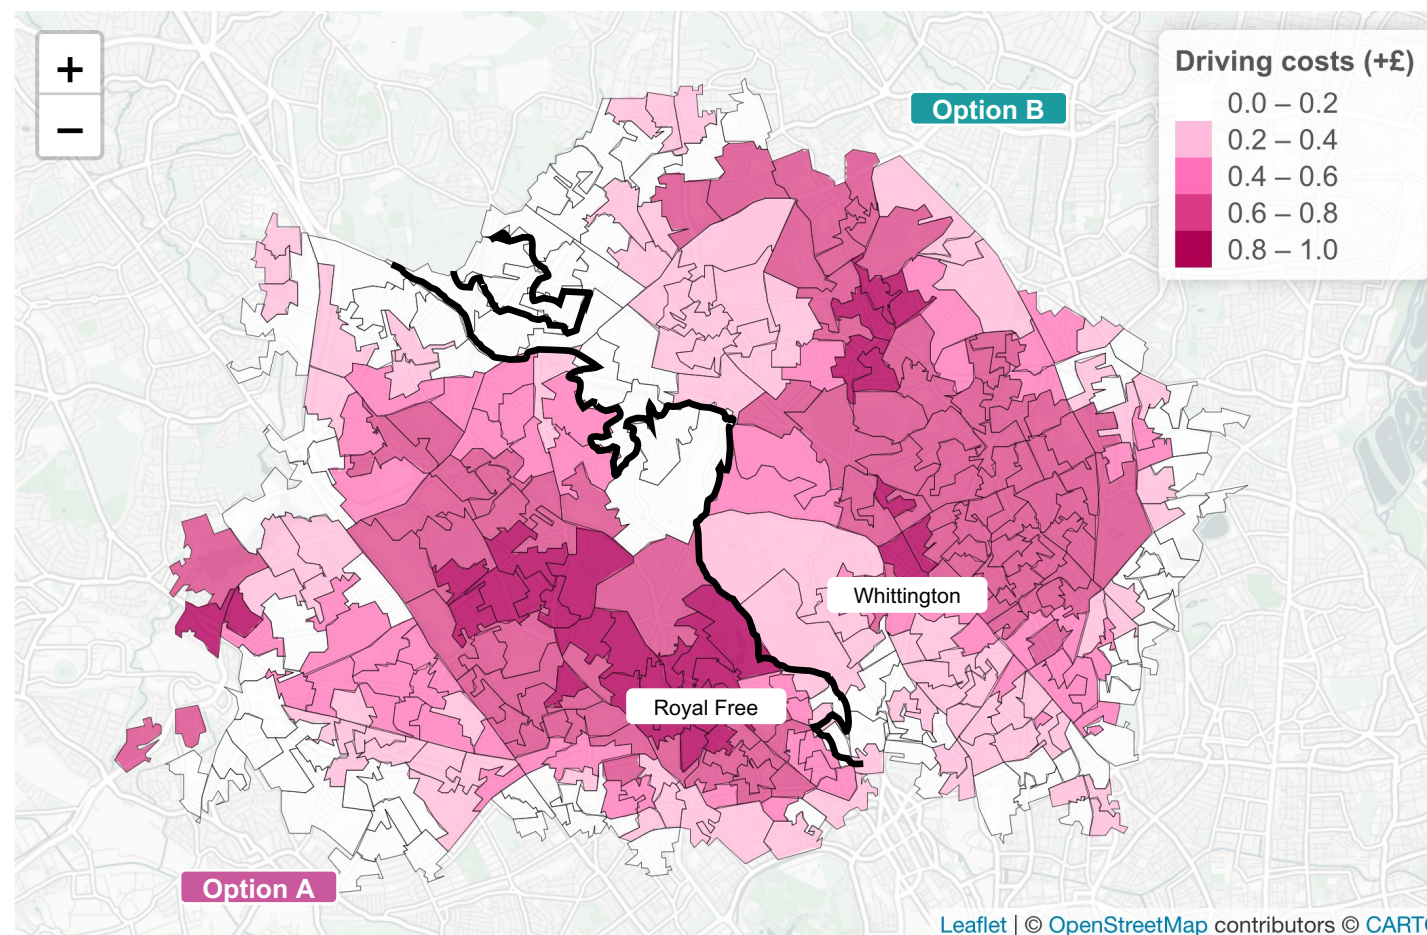 +
−
Option B
Driving costs (+£)
0.0 – 0.2
0.2 – 0.4
0.4 – 0.6
0.6 – 0.8
0.8 – 1.0
Whittington
Royal Free
Option A
Leaflet | © OpenStreetMap contributors © CART